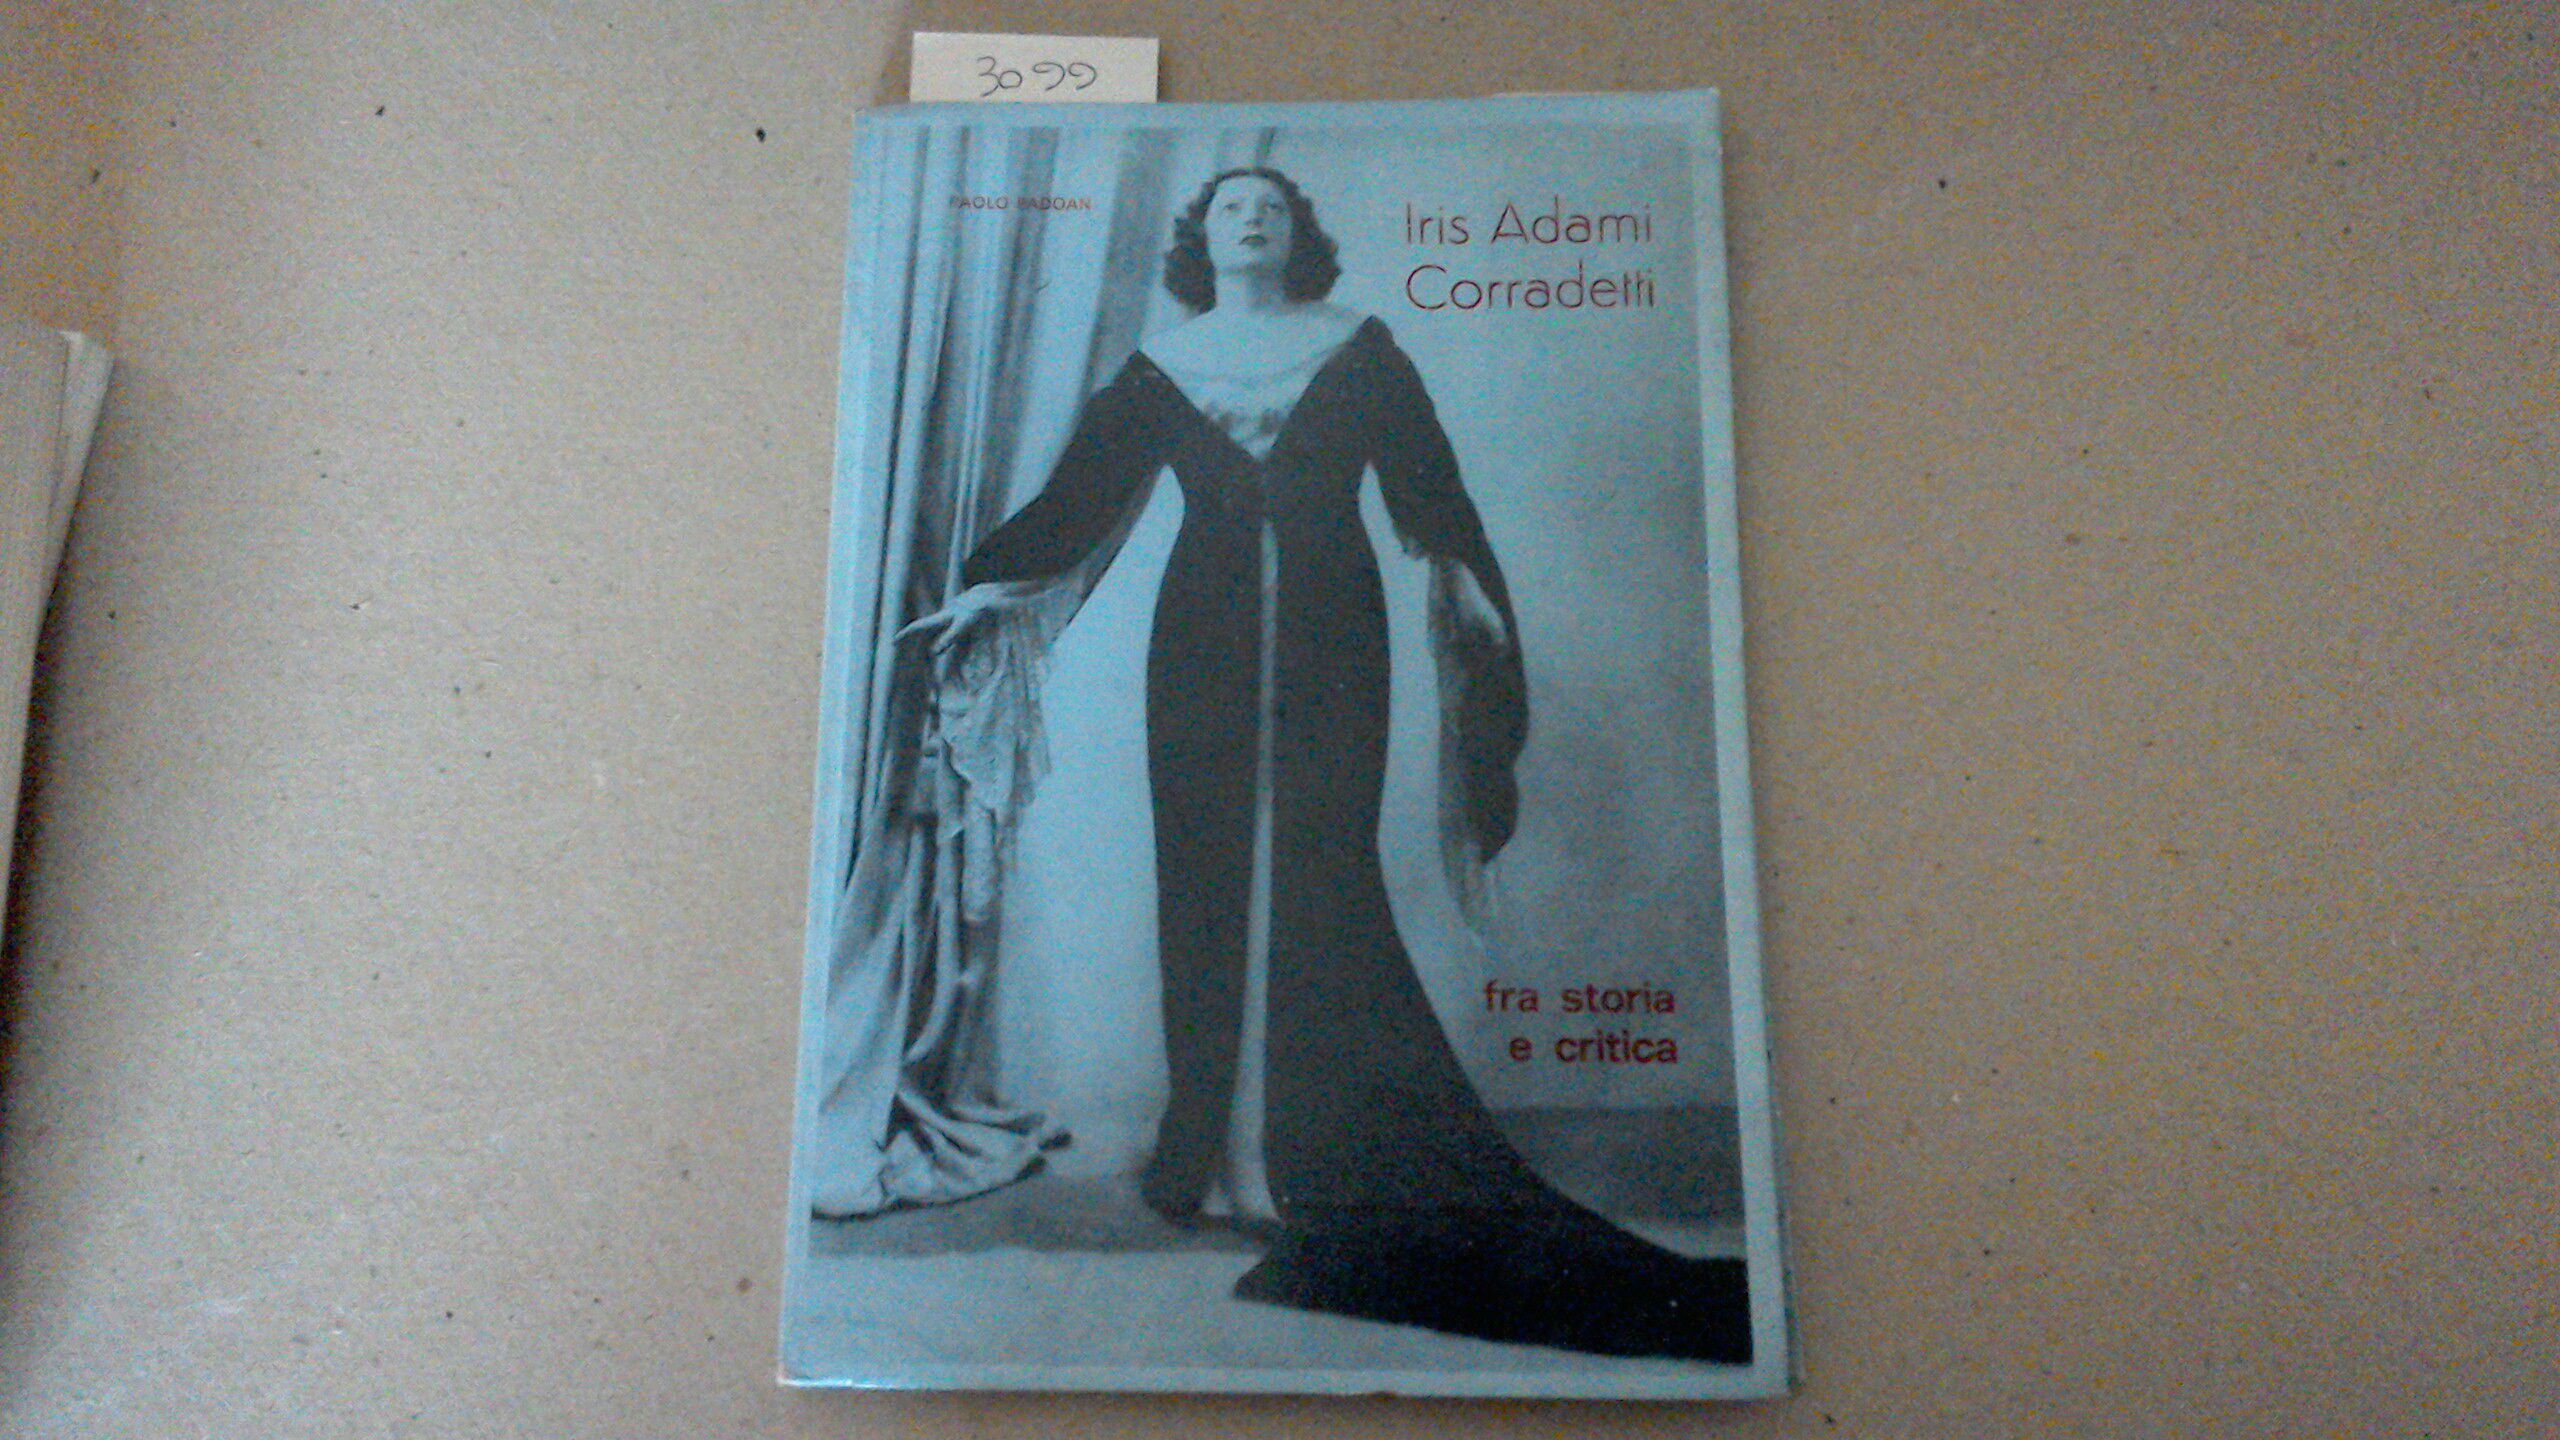 3099
PAOLO PADOAN
Iris Adami
Corradetti
fra storia
e critica